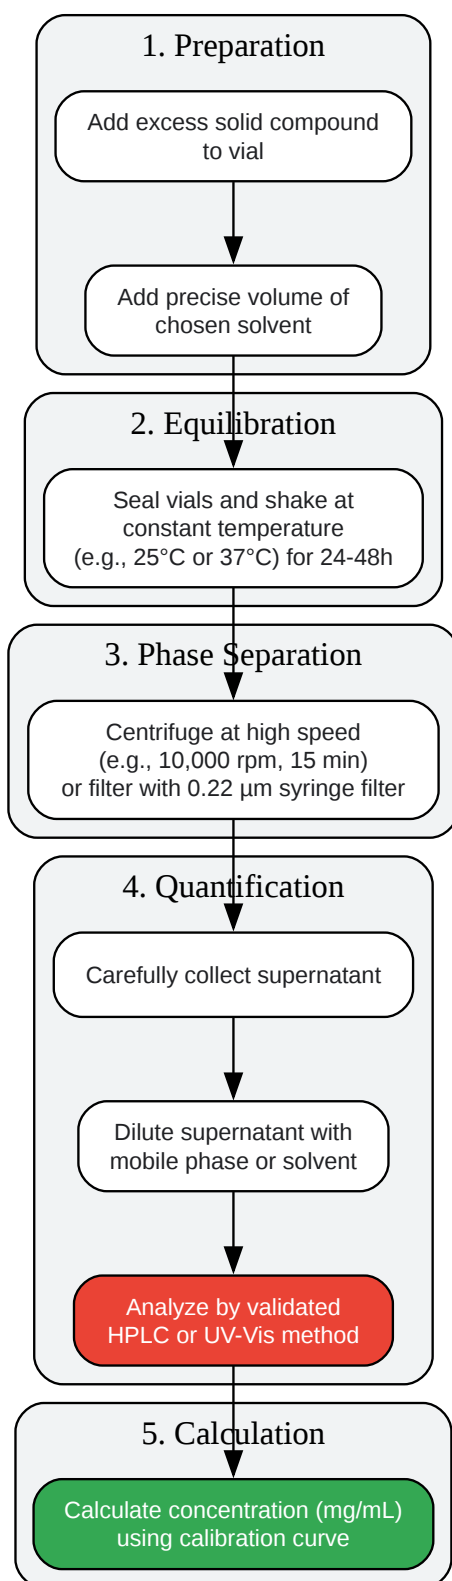 1. Preparation
Add excess solid compound
to vial
Add precise volume of
chosen solvent
2. Equilibration
Seal vials and shake at
constant temperature
(e.g., 25°C or 37°C) for 24-48h
3. Phase Separation
Centrifuge at high speed
(e.g., 10,000 rpm, 15 min)
or filter with 0.22 µm syringe filter
4. Quantification
Carefully collect supernatant
Dilute supernatant with
mobile phase or solvent
Analyze by validated
HPLC or UV-Vis method
5. Calculation
Calculate concentration (mg/mL)
using calibration curve